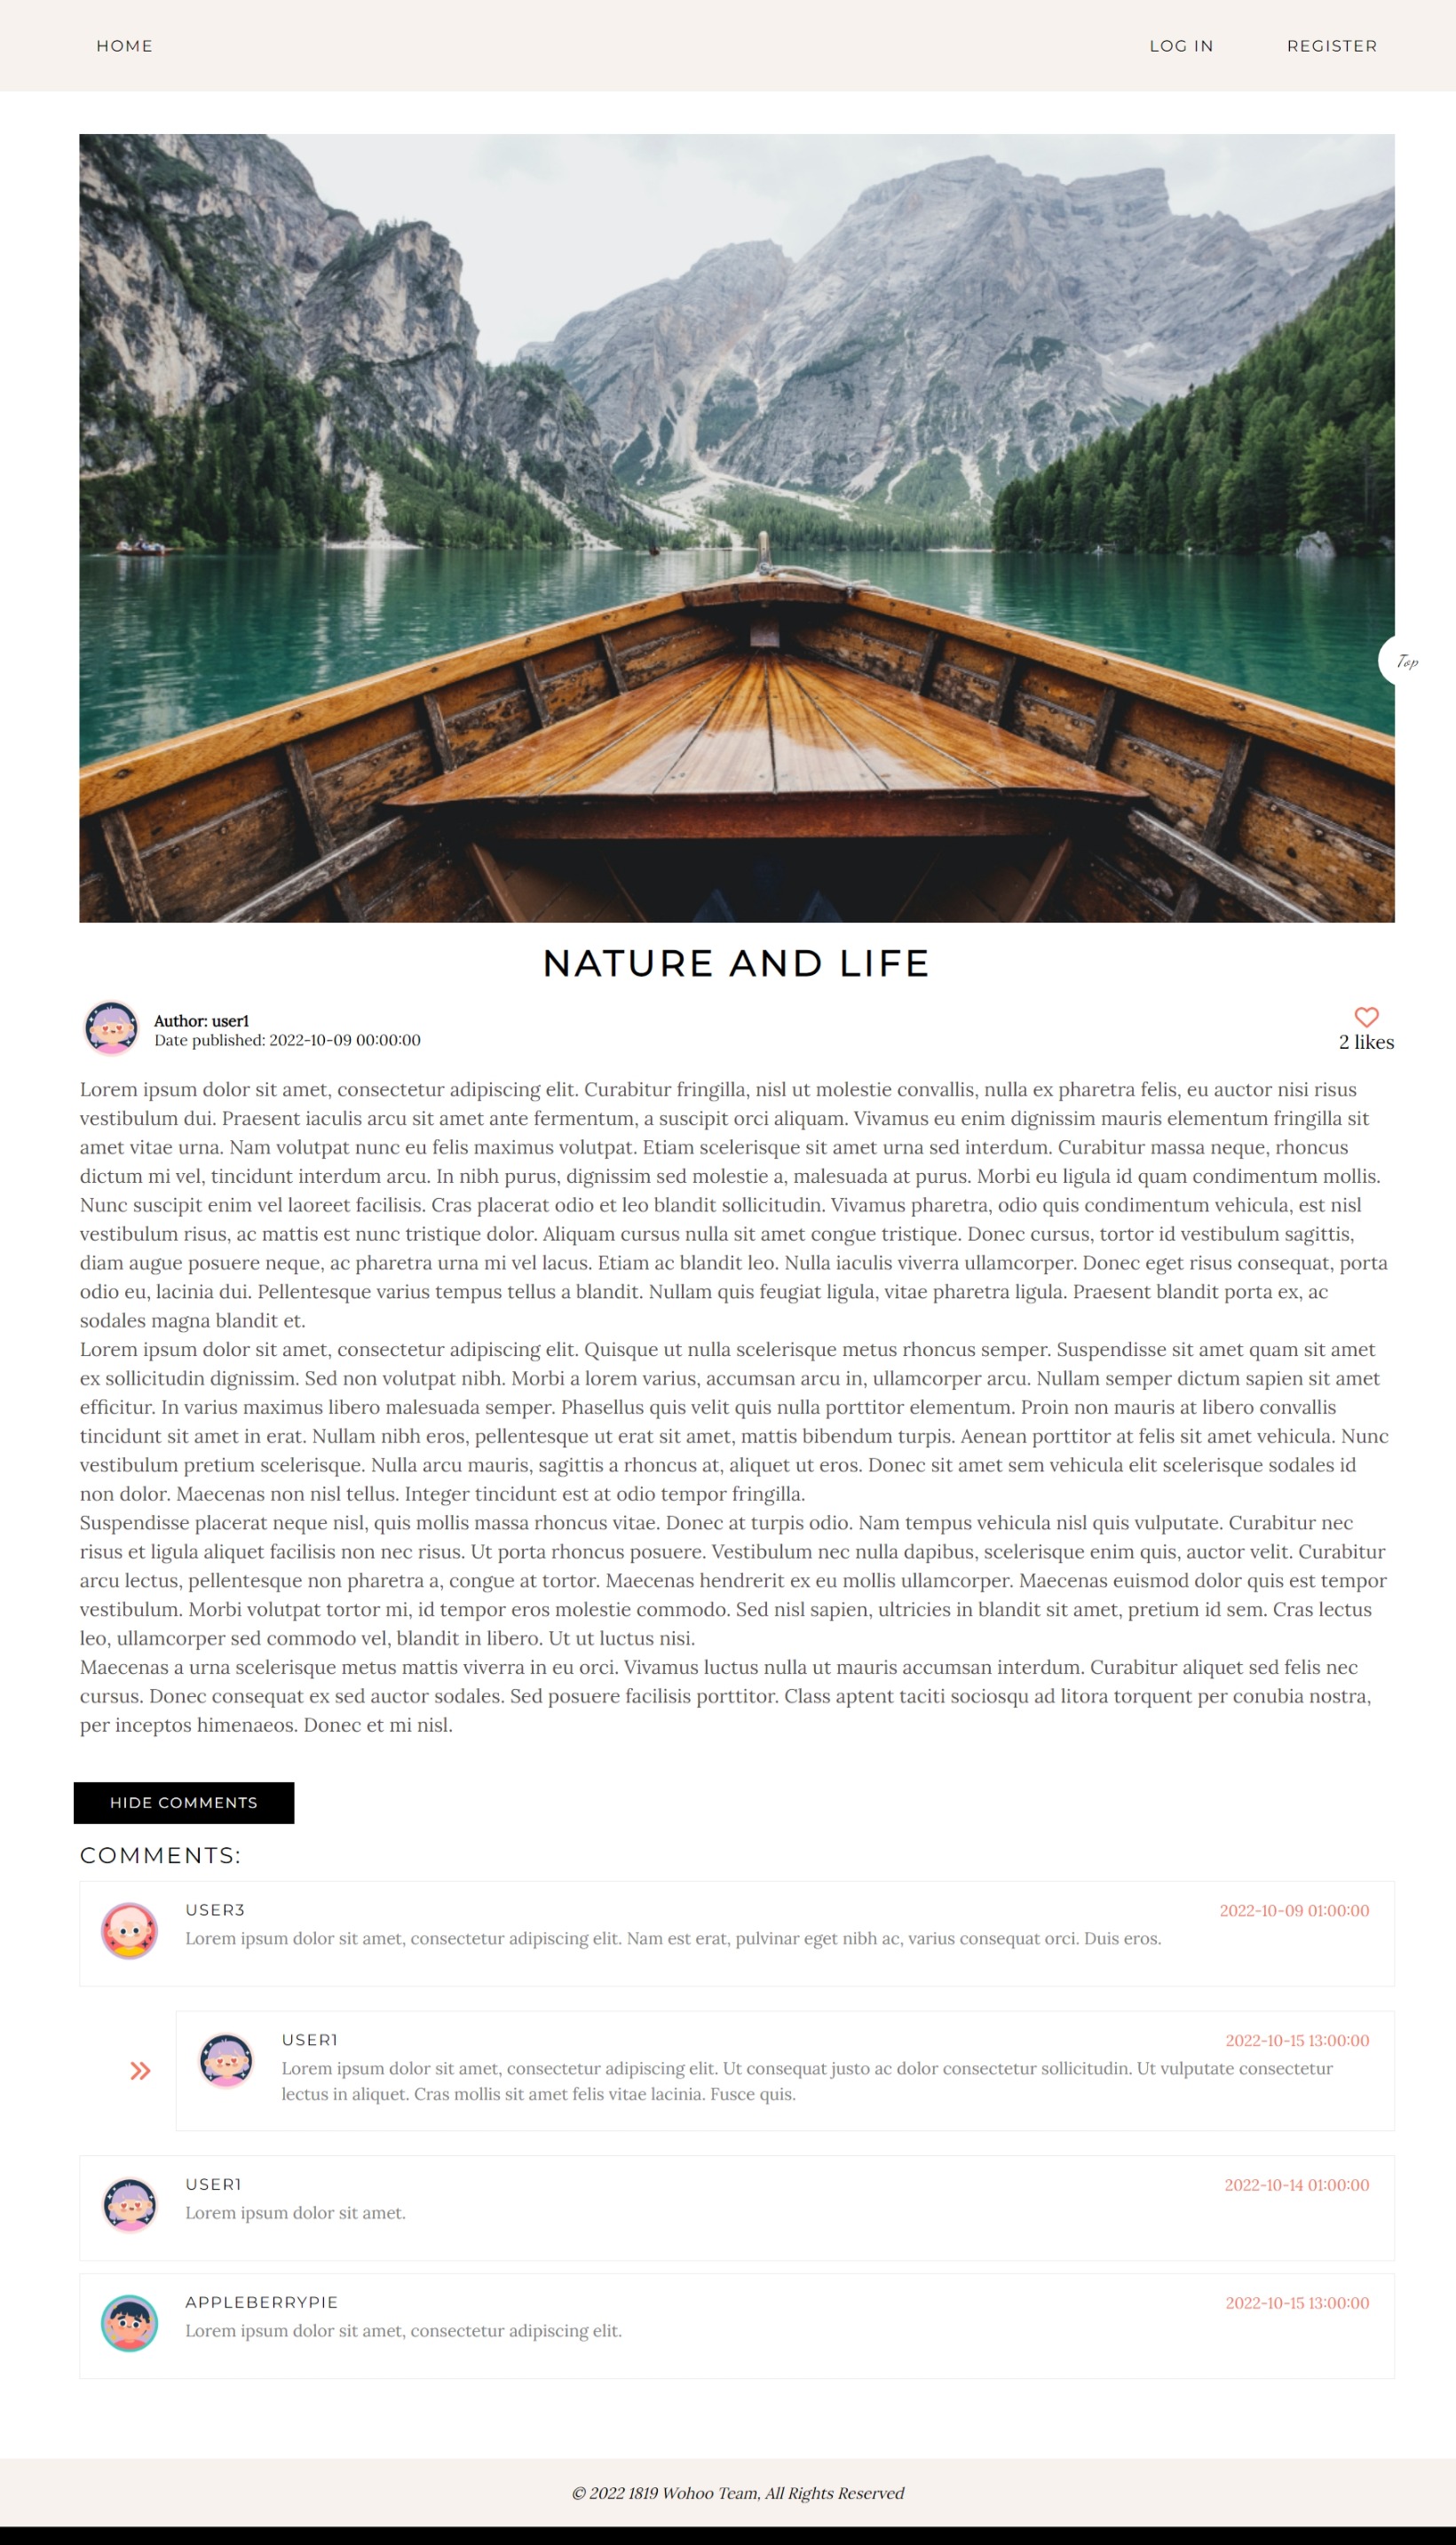 HOME
LOG IN
REGISTER
Top
NATURE AND LIFE
Author: user1
Date published: 2022-10-09 00:00:00
2 likes
Lorem ipsum dolor sit amet, consectetur adipiscing elit. Curabitur fringilla, nisl ut molestie convallis, nulla ex pharetra felis, eu auctor nisi risus
vestibulum dui. Praesent iaculis arcu sit amet ante fermentum, a suscipit orci aliquam. Vivamus eu enim dignissim mauris elementum fringilla sit
amet vitae urna. Nam volutpat nunc eu felis maximus volutpat. Etiam scelerisque sit amet urna sed interdum. Curabitur massa neque, rhoncus
dictum mi vel, tincidunt interdum arcu. In nibh purus, dignissim sed molestie a, malesuada at purus. Morbi eu ligula id quam condimentum mollis.
Nunc suscipit enim vel laoreet facilisis. Cras placerat odio et leo blandit sollicitudin. Vivamus pharetra, odio quis condimentum vehicula, est nisl
vestibulum risus, ac mattis est nunc tristique dolor. Aliquam cursus nulla sit amet congue tristique. Donec cursus, tortor id vestibulum sagittis,
diam augue posuere neque, ac pharetra urna mi vel lacus. Etiam ac blandit leo. Nulla iaculis viverra ullamcorper. Donec eget risus consequat, porta
odio eu, lacinia dui. Pellentesque varius tempus tellus a blandit. Nullam quis feugiat ligula, vitae pharetra ligula. Praesent blandit porta ex, ac
sodales magna blandit et.
Lorem ipsum dolor sit amet, consectetur adipiscing elit. Quisque ut nulla scelerisque metus rhoncus semper. Suspendisse sit amet quam sit amet
ex sollicitudin dignissim. Sed non volutpat nibh. Morbi a lorem varius, accumsan arcu in, ullamcorper arcu. Nullam semper dictum sapien sit amet
efficitur. In varius maximus libero malesuada semper. Phasellus quis velit quis nulla porttitor elementum. Proin non mauris at libero convallis
tincidunt sit amet in erat. Nullam nibh eros, pellentesque ut erat sit amet, mattis bibendum turpis. Aenean porttitor at felis sit amet vehicula. Nunc
vestibulum pretium scelerisque. Nulla arcu mauris, sagittis a rhoncus at, aliquet ut eros. Donec sit amet sem vehicula elit scelerisque sodales id
non dolor. Maecenas non nisl tellus. Integer tincidunt est at odio tempor fringilla.
Suspendisse placerat neque nisl, quis mollis massa rhoncus vitae. Donec at turpis odio. Nam tempus vehicula nisl quis vulputate. Curabitur nec
risus et ligula aliquet facilisis non nec risus. Ut porta rhoncus posuere. Vestibulum nec nulla dapibus, scelerisque enim quis, auctor velit. Curabitur
arcu lectus, pellentesque non pharetra a, congue at tortor. Maecenas hendrerit ex eu mollis ullamcorper. Maecenas euismod dolor quis est tempor
vestibulum. Morbi volutpat tortor mi, id tempor eros molestie commodo. Sed nisl sapien, ultricies in blandit sit amet, pretium id sem. Cras lectus
leo, ullamcorper sed commodo vel, blandit in libero. Ut ut luctus nisi.
Maecenas a urna scelerisque metus mattis viverra in eu orci. Vivamus luctus nulla ut mauris accumsan interdum. Curabitur aliquet sed felis nec
cursus. Donec consequat ex sed auctor sodales. Sed posuere facilisis porttitor. Class aptent taciti sociosqu ad litora torquent per conubia nostra,
per inceptos himenaeos. Donec et mi nisl.
HIDE COMMENTS
COMMENTS:
USER3
2022-10-09 01:00:00
Lorem ipsum dolor sit amet, consectetur adipiscing elit. Nam est erat, pulvinar eget nibh ac, varius consequat orci. Duis eros.
USER1
2022-10-15 13:00:00
Lorem ipsum dolor sit amet, consectetur adipiscing elit. Ut consequat justo ac dolor consectetur sollicitudin. Ut vulputate consectetur
lectus in aliquet. Cras mollis sit amet felis vitae lacinia. Fusce quis.
USER1
2022-10-14 01:00:00
Lorem ipsum dolor sit amet.
APPLEBERRYPIE
2022-10-15 13:00:00
Lorem ipsum dolor sit amet, consectetur adipiscing elit.
© 2022 1819 Wohoo Team, All Rights Reserved